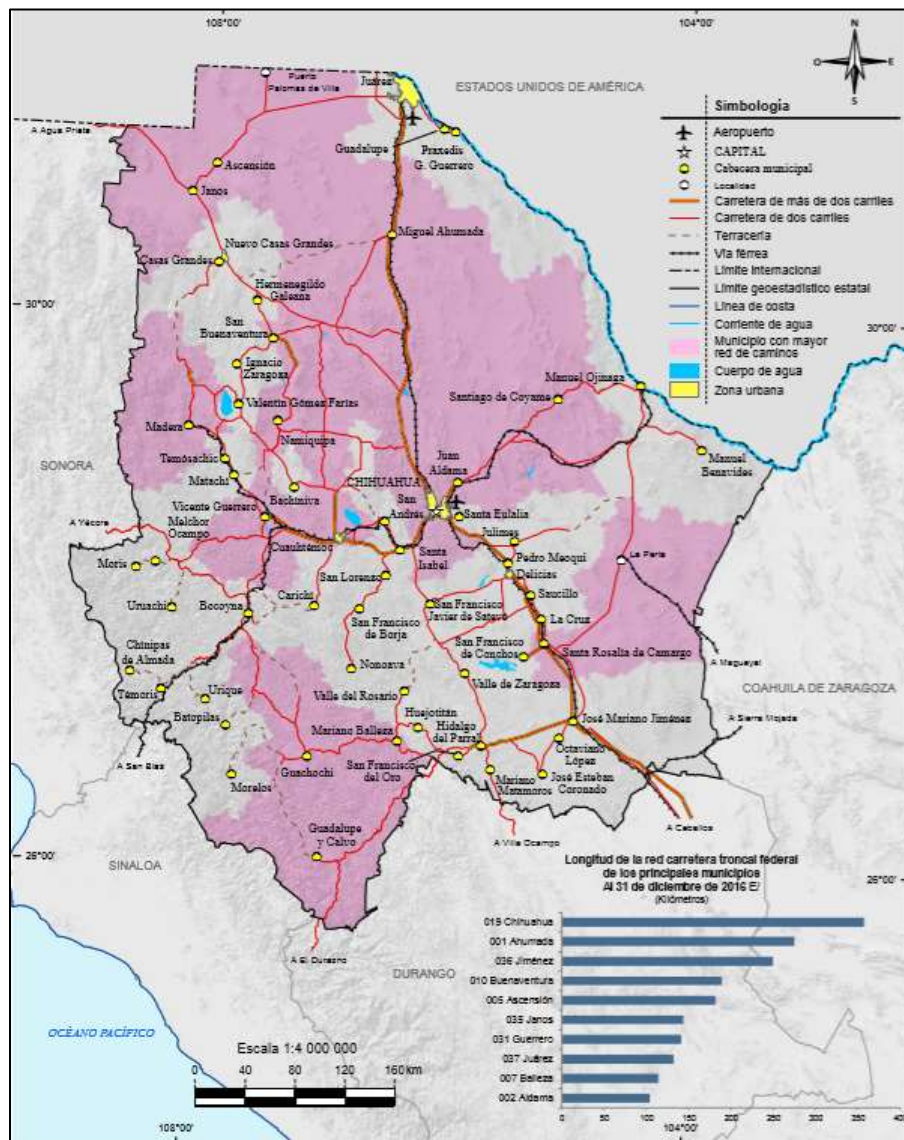 108°00'
104°00'
N
O
E
S
ESTADOS UNIDOS DE AMÉRICA
Puerto
Palomas de Villa
Juárez
A Agua Prieta
Guadalupe
Praxedis
G. Guerrero
Ascensión
Janos
Miguel Ahumada
Nuevo Casas Grandes
Casas Grandes
Hermenegildo
Galeana
30°00'
San
Buenaventura
Ignacio
Zaragoza
Valentín Gómez Farías
Madera
Namiquipa
Temósachic
Matachi
Bachíniva
SONORA
Manuel Ojinaga
Santiago de Coyame
30°00'
Manuel
Benavides
Juan
Aldama
CHIHUAHUA
San
Andrés
Santa Eulalia
Vicente Guerrero
Melchor
Ocampo
A Yécora
Cuauhtémoc
Santa
Isabel
Julimes
Pedro Meoqui
Delicias
La Perla
Moris
Uruachi
Bocoyna
Carichí
San Lorenzo
San Francisco
de Borja
San Francisco
Javier de Satevó
Saucillo
La Cruz
Chínipas
de Almada
Témoris
Nonoava
San Francisco
de Conchos
Santa Rosalía de Camargo
Valle de Zaragoza
A Maguayal
COAHUILA DE ZARAGOZA
A Sierra Mojada
Urique
Batopilas
Valle del Rosario
Huejotitán
Mariano Balleza
Hidalgo
del Parral
José Mariano Jiménez
Octaviano
López
A San Blas
Morelos
Guachochi
San Francisco
del Oro
Mariano
Matamoros
José Esteban
Coronado
Guadalupe
y Calvo
A Villa Ocampo
A Ceballos
26°00'
26°00'
SINALOA
A El Durazno
DURANGO
OCÉANO PACÍFICO
108°00'
104°00'
Simbología
Aeropuerto
CAPITAL
Cabecera municipal
Localidad
Carretera de más de dos carriles
Carretera de dos carriles
Terracería
Vía férrea
Límite internacional
Límite geoestadístico estatal
Línea de costa
Corriente de agua
Municipio con mayor
red de caminos
Cuerpo de agua
Zona urbana
Escala 1:4 000 000
0 40 80 120 160 km
Longitud de la red carretera troncal federal
de los principales municipios
Al 31 de diciembre de 2016 E/
(Kilómetros)
019 Chihuahua
001 Ahumada
036 Jiménez
010 Buenaventura
005 Ascensión
035 Janos
031 Guerrero
037 Juárez
007 Balleza
002 Aldama
0 50 100 150 200 250 300 350 400